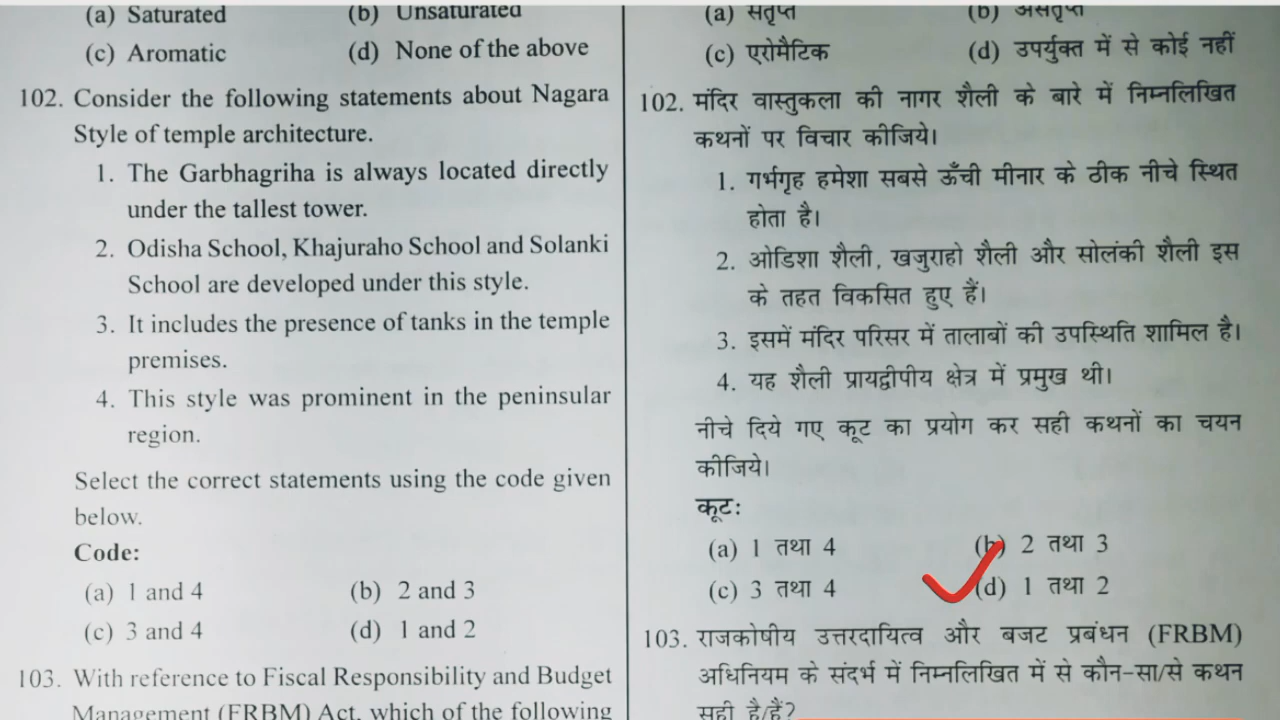 (a) Saturated (b) Unsaturated
(c) Aromatic (d) None of the above
102. Consider the following statements about Nagara
Style of temple architecture.
1. The Garbhagriha is always located directly
under the tallest tower.
2. Odisha School, Khajuraho School and Solanki
School are developed under this style.
3. It includes the presence of tanks in the temple
premises.
4. This style was prominent in the peninsular
region.
Select the correct statements using the code given
below.
Code:
(a) 1 and 4 (b) 2 and 3
(c) 3 and 4 (d) 1 and 2
103. With reference to Fiscal Responsibility and Budget
Management (FRBM) Act, which of the following
(a) संतृप्त (b) असंतृप्त
(c) एरोमैटिक (d) उपर्युक्त में से कोई नहीं
102. मंदिर वास्तुकला की नागर शैली के बारे में निम्नलिखित
कथनों पर विचार कीजिये।
1. गर्भगृह हमेशा सबसे ऊँची मीनार के ठीक नीचे स्थित
होता है।
2. ओडिशा शैली, खजुराहो शैली और सोलंकी शैली इस
के तहत विकसित हुए हैं।
3. इसमें मंदिर परिसर में तालाबों की उपस्थिति शामिल है।
4. यह शैली प्रायद्वीपीय क्षेत्र में प्रमुख थी।
नीचे दिये गए कूट का प्रयोग कर सही कथनों का चयन
कीजिये।
कूट:
(a) 1 तथा 4 (b) 2 तथा 3
(c) 3 तथा 4 (d) 1 तथा 2
103. राजकोषीय उत्तरदायित्व और बजट प्रबंधन (FRBM)
अधिनियम के संदर्भ में निम्नलिखित में से कौन-सा/से कथन
सही है/हैं?